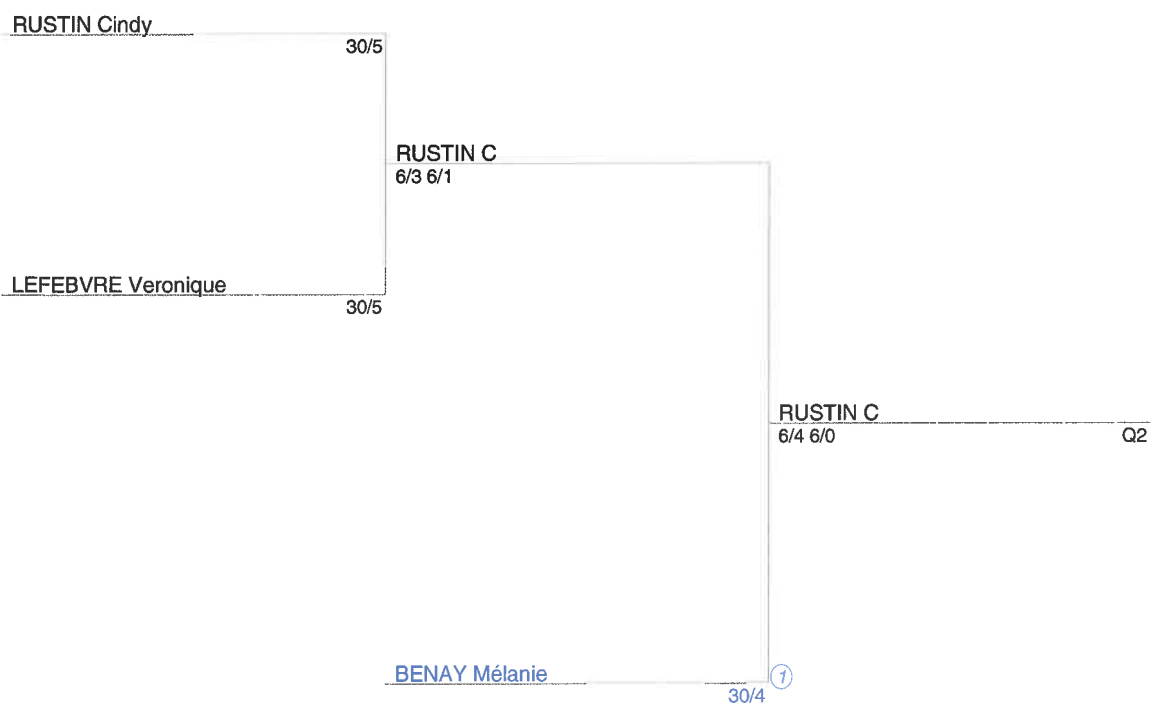 RUSTIN Cindy
30/5
RUSTIN C
6/3 6/1
LEFEBVRE Veronique
30/5
RUSTIN C
6/4 6/0
Q2
BENAY Mélanie
1
30/4